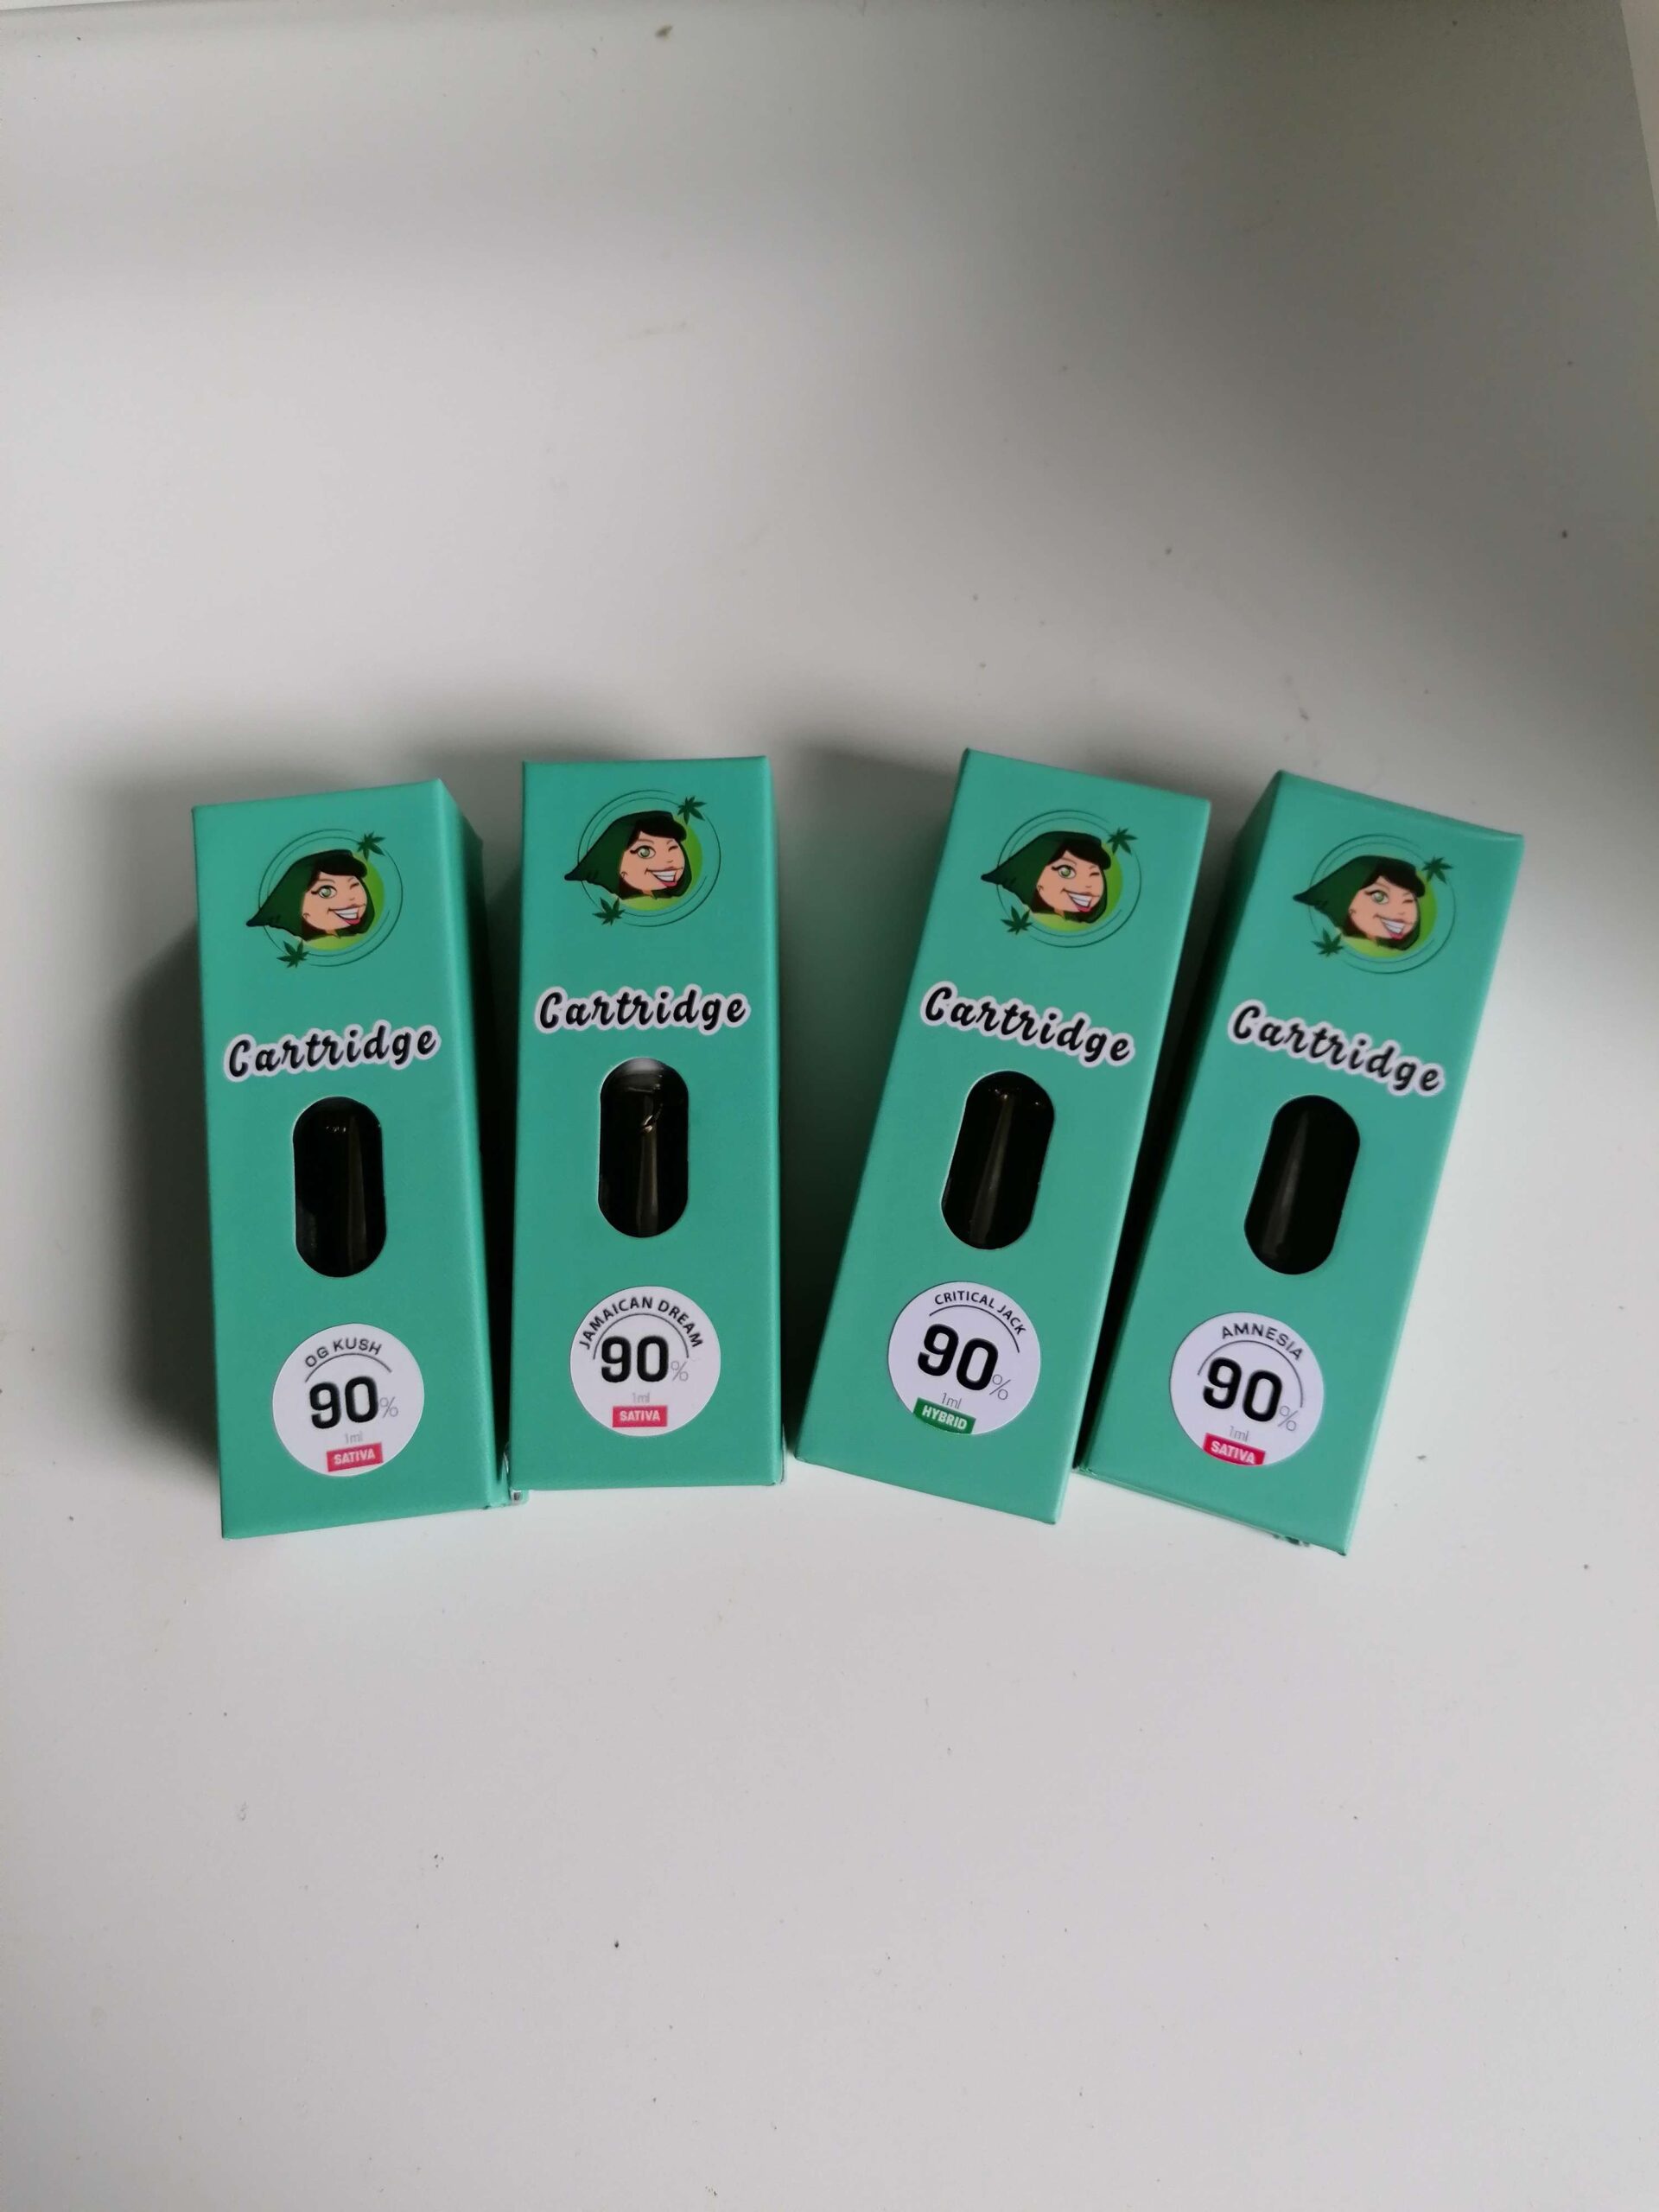 Cartridge
OG KUSH
90%
1ml
SATIVA
Cartridge
JAMAICAN DREAM
90%
1ml
SATIVA
Cartridge
CRITICAL JACK
90%
1ml
HYBRID
Cartridge
AMNESIA
90%
1ml
SATIVA